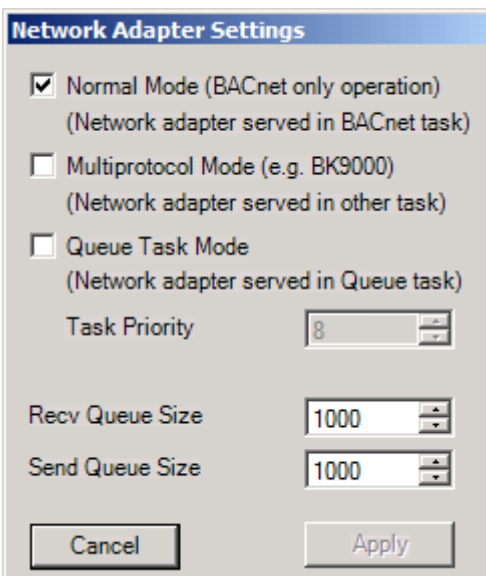 Network Adapter Settings
Normal Mode (BACnet only operation)
(Network adapter served in BACnet task)
Multiprotocol Mode (e.g. BK9000)
(Network adapter served in other task)
Queue Task Mode
(Network adapter served in Queue task)
Task Priority 8
Recv Queue Size 1000
Send Queue Size 1000
Cancel Apply